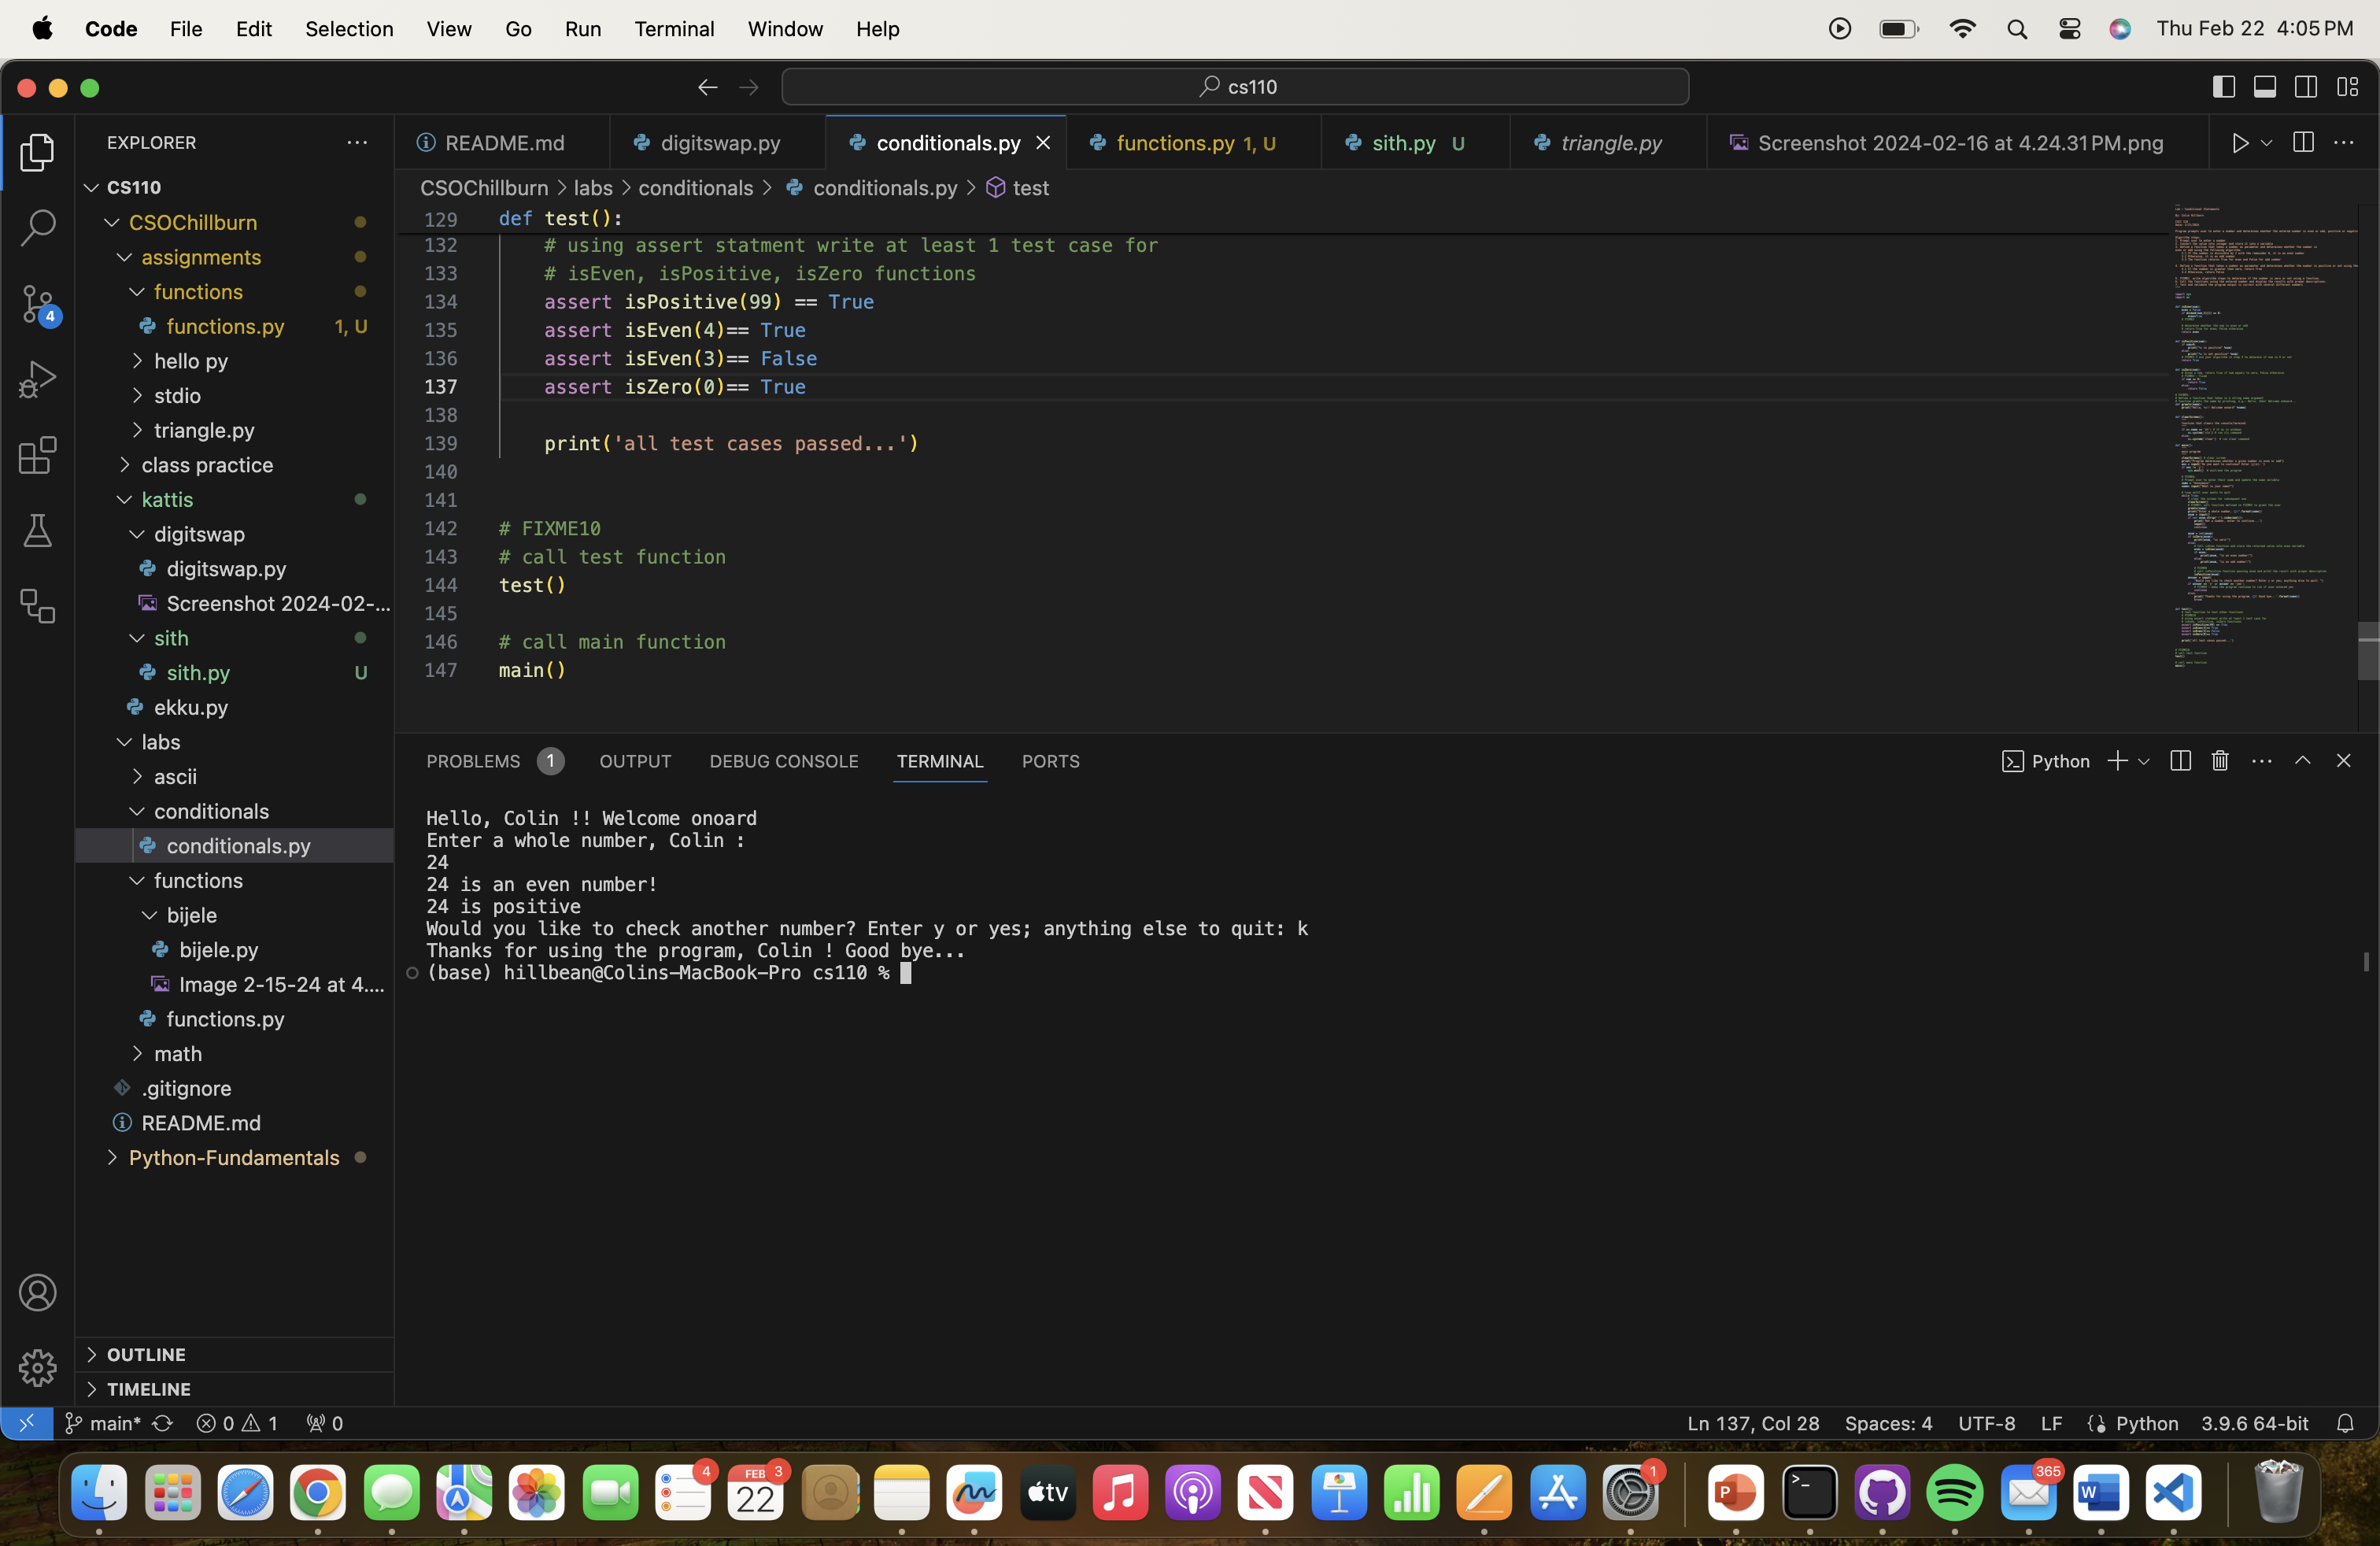 Code File Edit Selection View Go Run Terminal Window Help Thu Feb 22 4:05 PM
cs110
EXPLORER
README.md digitswap.py conditionals.py functions.py 1, U sith.py U triangle.py Screenshot 2024-02-16 at 4.24.31 PM.png
CSOChillburn > labs > conditionals > conditionals.py > test
CS110
CSOChillburn
assignments
functions
functions.py 1, U
hello py
stdio
triangle.py
class practice
kattis
digitswap
digitswap.py
Screenshot 2024-02-...
sith
sith.py U
ekku.py
labs
ascii
conditionals
conditionals.py
functions
bijele
bijele.py
Image 2-15-24 at 4....
functions.py
math
.gitignore
README.md
Python-Fundamentals
OUTLINE
TIMELINE
4
129 def test():
132 # using assert statment write at least 1 test case for
133 # isEven, isPositive, isZero functions
134 assert isPositive(99) == True
135 assert isEven(4)== True
136 assert isEven(3)== False
137 assert isZero(0)== True
138
139 print('all test cases passed...')
140
141
142 # FIXME10
143 # call test function
144 test()
145
146 # call main function
147 main()
PROBLEMS 1 OUTPUT DEBUG CONSOLE TERMINAL PORTS Python
Hello, Colin !! Welcome onoard
Enter a whole number, Colin :
24
24 is an even number!
24 is positive
Would you like to check another number? Enter y or yes; anything else to quit: k
Thanks for using the program, Colin ! Good bye...
(base) hillbean@Colins-MacBook-Pro cs110 %
main* 0 1 0 Ln 137, Col 28 Spaces: 4 UTF-8 LF Python 3.9.6 64-bit
4 FEB 3 22 tv 1 P 365 W